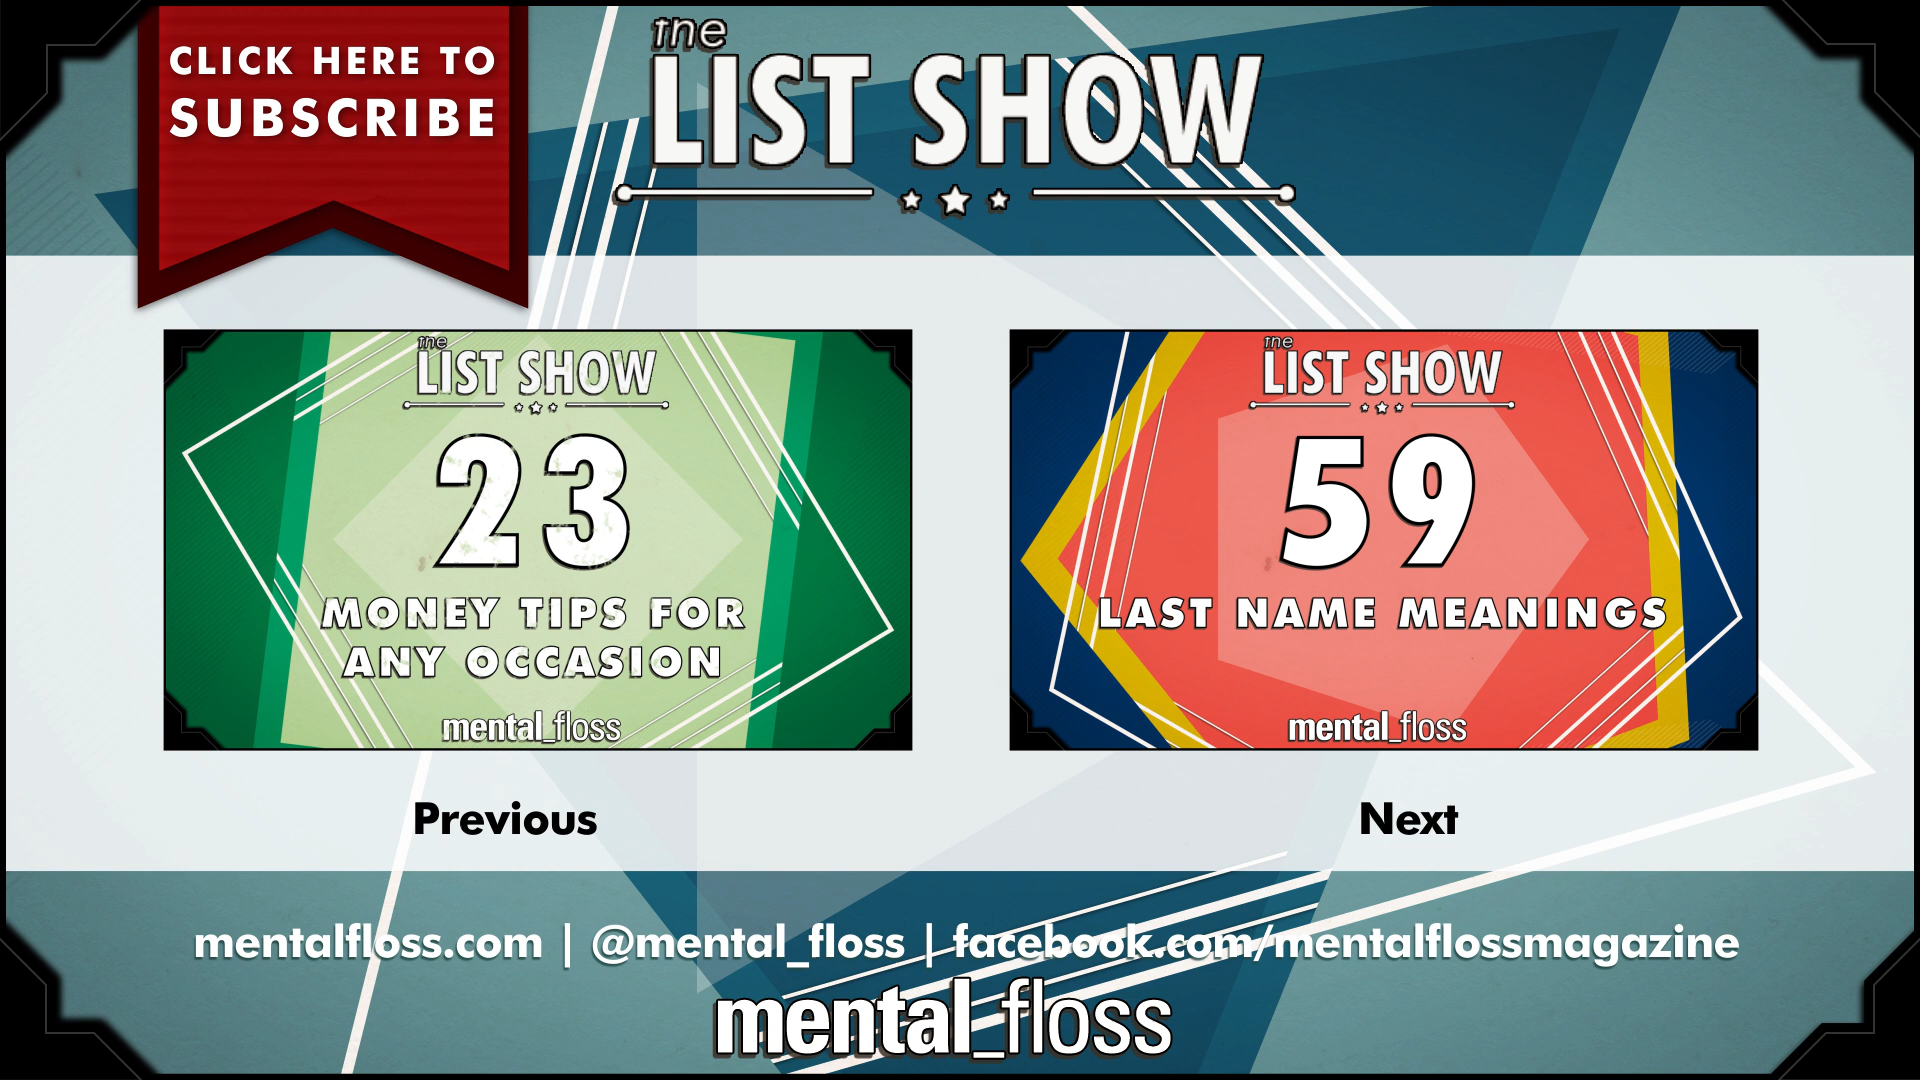 CLICK HERE TO
SUBSCRIBE
the
LIST SHOW
the
LIST SHOW
23
MONEY TIPS FOR
ANY OCCASION
mental_floss
Previous
the
LIST SHOW
59
LAST NAME MEANINGS
mental_floss
Next
mentalfloss.com | @mental_floss | facebook.com/mentalflossmagazine
mental_floss